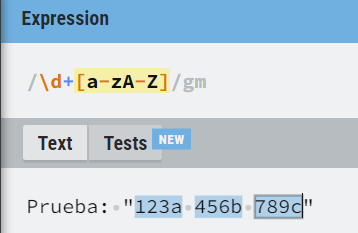 Expression
/\d+[a-zA-Z]/gm
Text Tests NEW
Prueba: "123a 456b 789c"